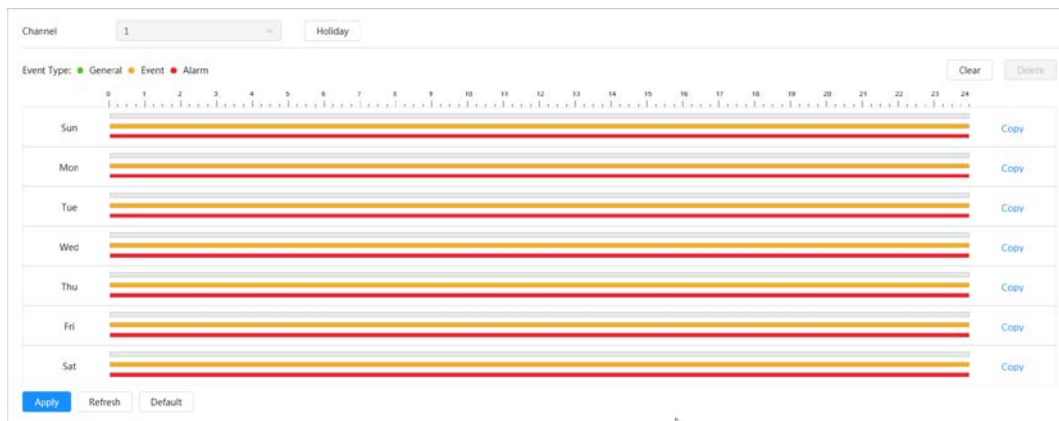 Channel 1 Holiday
Event Type: General Event Alarm Clear Delete
0 1 2 3 4 5 6 7 8 9 10 11 12 13 14 15 16 17 18 19 20 21 22 23 24
Sun Copy
Mon Copy
Tue Copy
Wed Copy
Thu Copy
Fri Copy
Sat Copy
Apply Refresh Default